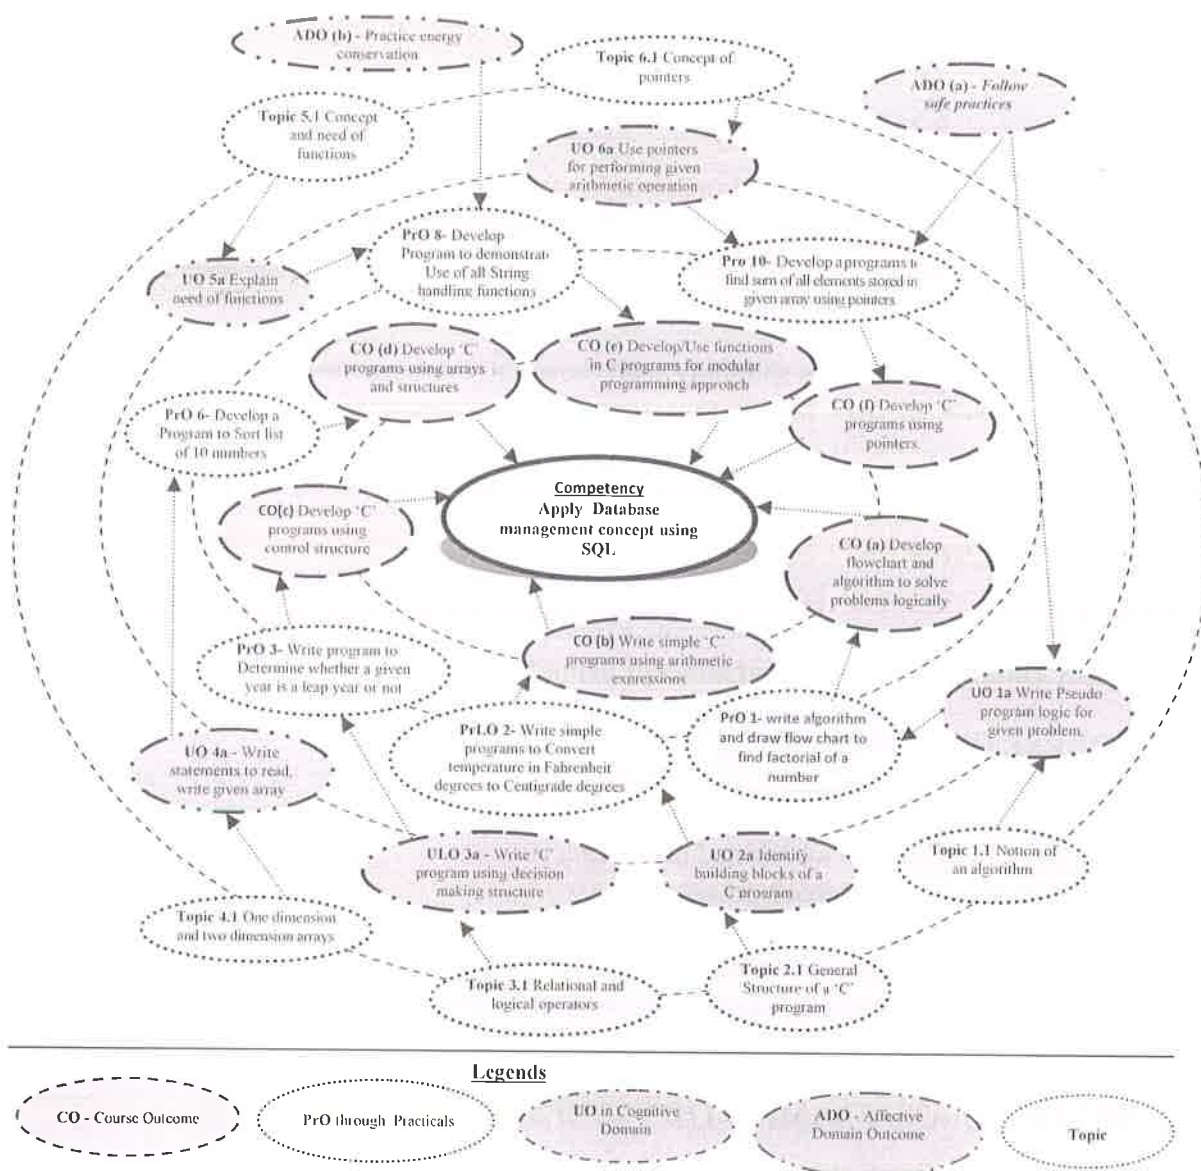 ADO (b) - Practice energy
conservation
Topic 6.1 Concept of
pointers
ADO (a) - Follow
safe practices
Topic 5.1 Concept
and need of
functions
UO 6a Use pointers
for performing given
arithmetic operation
PrO 8- Develop
Program to demonstrate
Use of all String
handling functions
Pro 10- Develop a programs to
find sum of all elements stored in
given array using pointers
UO 5a Explain
need of functions
CO (d) Develop 'C'
programs using arrays
and structures
CO (e) Develop/Use functions
in C programs for modular
programming approach
PrO 6- Develop a
Program to Sort list
of 10 numbers
CO (f) Develop 'C'
programs using
pointers.
Competency
Apply Database
management concept using
SQL
CO(c) Develop 'C'
programs using
control structure
CO (a) Develop
flowchart and
algorithm to solve
problems logically
CO (b) Write simple 'C'
programs using arithmetic
expressions
PrO 3- Write program to
Determine whether a given
year is a leap year or not
UO 1a Write Pseudo
program logic for
given problem.
PrLO 2- Write simple
programs to Convert
temperature in Fahrenheit
degrees to Centigrade degrees
PrO 1- write algorithm
and draw flow chart to
find factorial of a
number
UO 4a - Write
statements to read,
write given array
ULO 3a - Write 'C'
program using decision
making structure
UO 2a Identify
building blocks of a
C program
Topic 1.1 Notion of
an algorithm
Topic 4.1 One dimension
and two dimension arrays
Topic 3.1 Relational and
logical operators
Topic 2.1 General
Structure of a 'C'
program
Legends
CO - Course Outcome
PrO through Practicals
UO in Cognitive
Domain
ADO - Affective
Domain Outcome
Topic